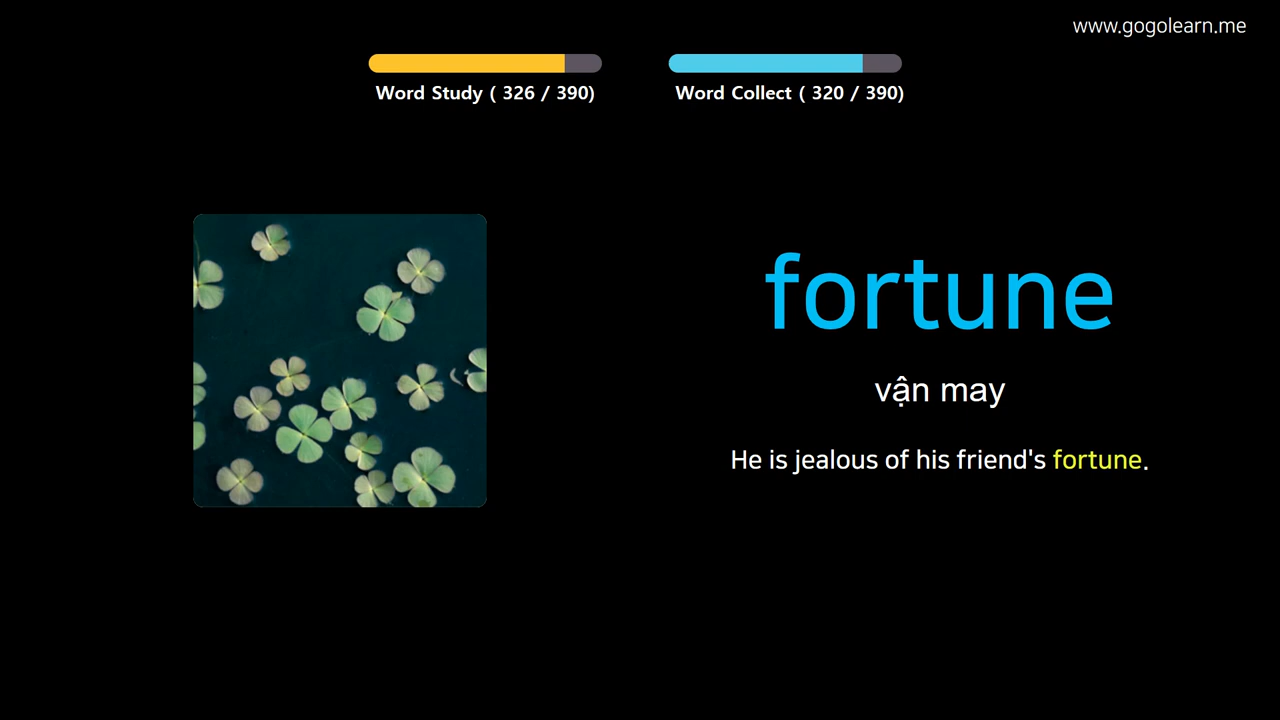 www.gogolearn.me
Word Study ( 326 / 390)
Word Collect ( 320 / 390)
fortune
vận may
He is jealous of his friend's fortune.